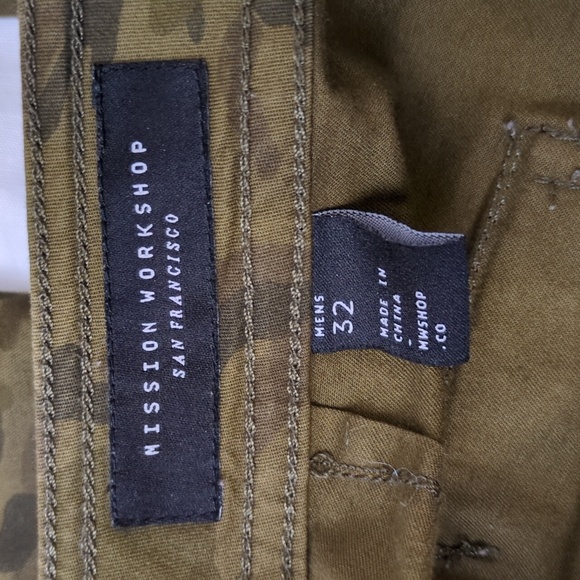 MISSION WORKSHOP
SAN FRANCISCO
MENS
32
MADE IN
CHINA
-
MWSHOP
.CO